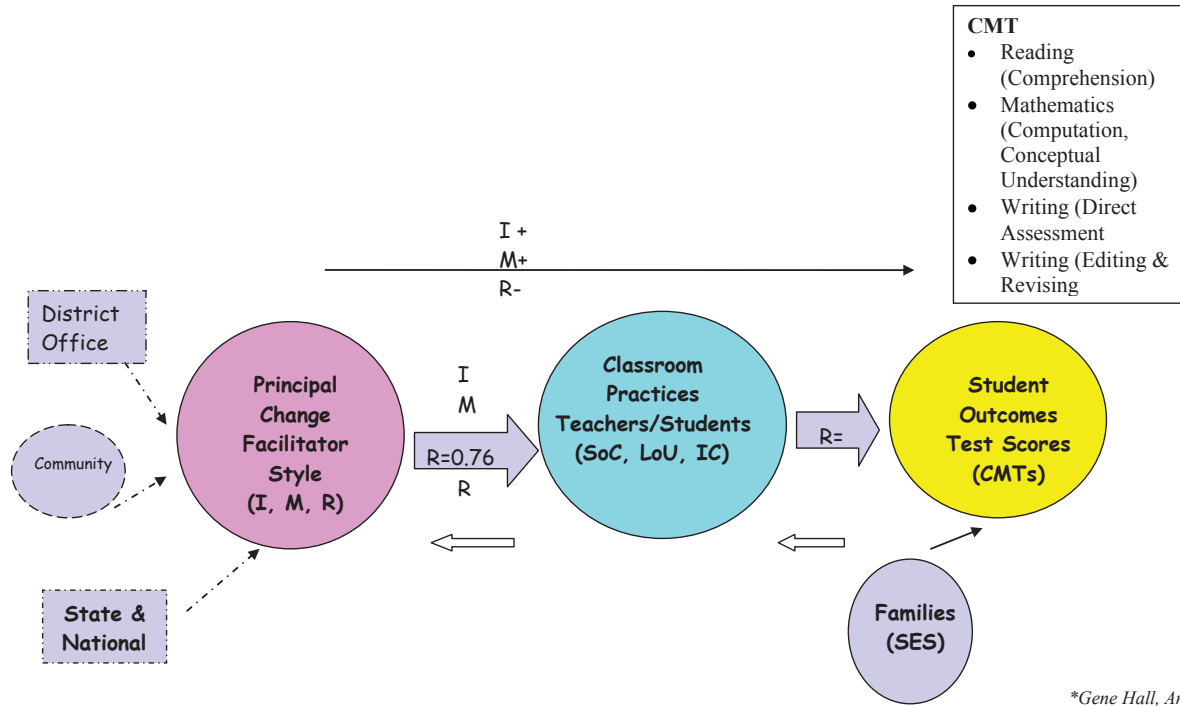 CMT
• Reading
(Comprehension)
• Mathematics
(Computation,
Conceptual
Understanding)
• Writing (Direct
Assessment
• Writing (Editing &
Revising
I +
M+
R-
District
Office
Community
State &
National
Principal
Change
Facilitator
Style
(I, M, R)
I
M
R=0.76
R
Classroom
Practices
Teachers/Students
(SoC, LoU, IC)
R=
Student
Outcomes
Test Scores
(CMTs)
Families
(SES)
*Gene Hall,